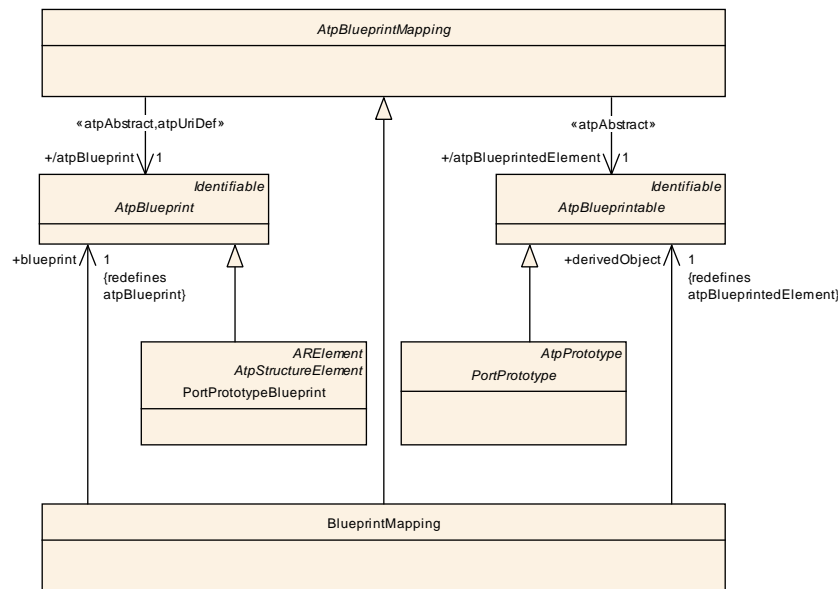 AtpBlueprintMapping
«atpAbstract,atpUriDef»
«atpAbstract»
+/atpBlueprint 1
+/atpBlueprintedElement 1
Identifiable
AtpBlueprint
Identifiable
AtpBlueprintable
+blueprint 1
{redefines
atpBlueprint}
+derivedObject 1
{redefines
atpBlueprintedElement}
ARElement
AtpStructureElement
PortPrototypeBlueprint
AtpPrototype
PortPrototype
BlueprintMapping